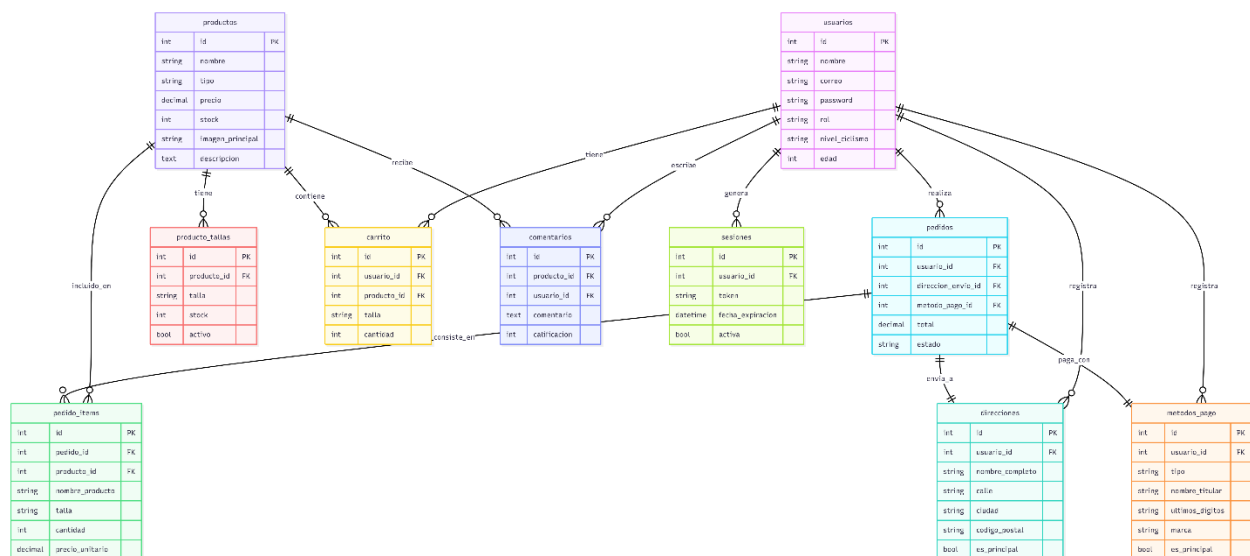 productos
int id PK
string nombre
string tipo
decimal precio
int stock
string imagen_principal
text descripcion
usuarios
int id PK
string nombre
string correo
string password
string rol
string nivel_ciclismo
int edad
tiene
contiene
recibe
incluido_en
tiene
escribe
genera
realiza
registra
registra
producto_tallas
int id PK
int producto_id FK
string talla
int stock
bool activo
carrito
int id PK
int usuario_id FK
int producto_id FK
string talla
int cantidad
comentarios
int id PK
int producto_id FK
int usuario_id FK
text comentario
int calificacion
sesiones
int id PK
int usuario_id FK
string token
datetime fecha_expiracion
bool activa
pedidos
int id PK
int usuario_id FK
int direccion_envio_id FK
int metodo_pago_id FK
decimal total
string estado
consiste_en
envia_a
paga_con
pedido_items
int id PK
int pedido_id FK
int producto_id FK
string nombre_producto
string talla
int cantidad
decimal precio_unitario
direcciones
int id PK
int usuario_id FK
string nombre_completo
string calle
string ciudad
string codigo_postal
bool es_principal
metodos_pago
int id PK
int usuario_id FK
string tipo
string nombre_titular
string ultimos_digitos
string marca
bool es_principal